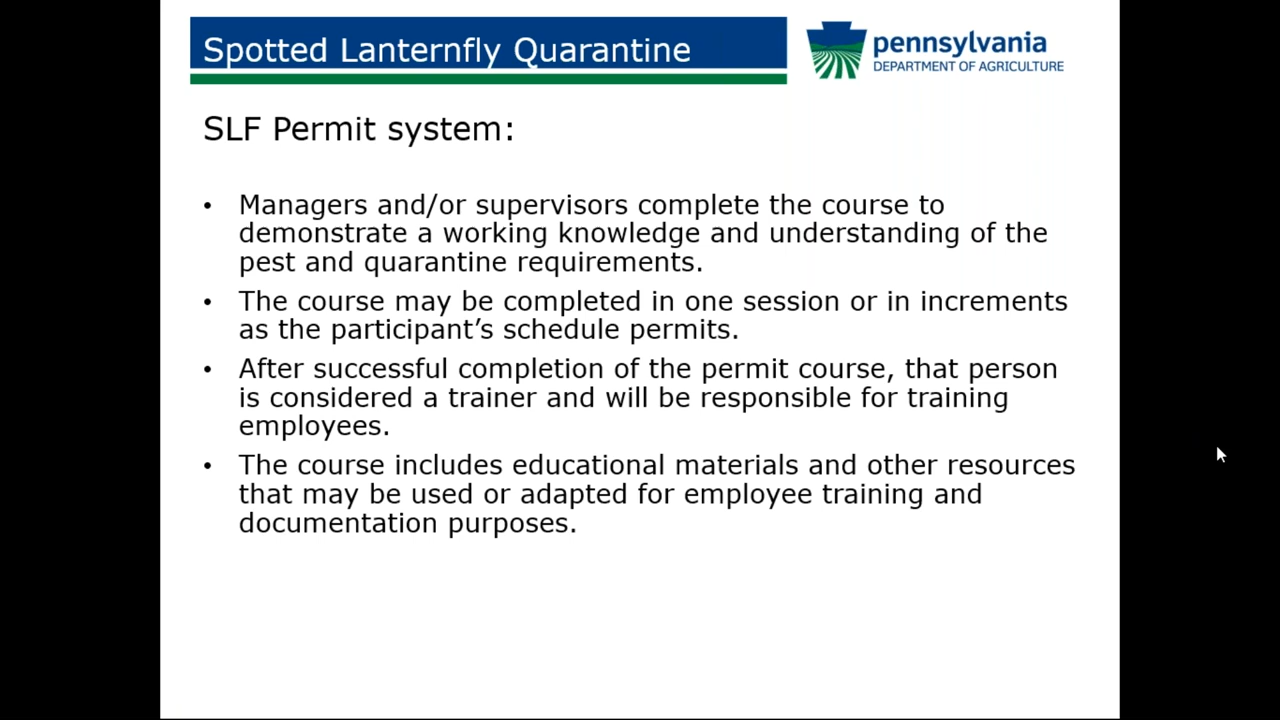 Spotted Lanternfly Quarantine
pennsylvania
DEPARTMENT OF AGRICULTURE
SLF Permit system:
• Managers and/or supervisors complete the course to
demonstrate a working knowledge and understanding of the
pest and quarantine requirements.
• The course may be completed in one session or in increments
as the participant’s schedule permits.
• After successful completion of the permit course, that person
is considered a trainer and will be responsible for training
employees.
• The course includes educational materials and other resources
that may be used or adapted for employee training and
documentation purposes.